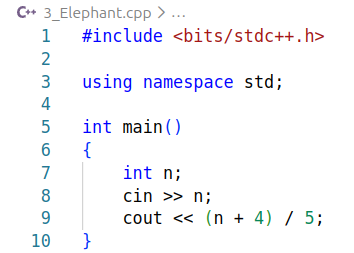 C++ 3_Elephant.cpp > ...
1 #include <bits/stdc++.h>
2
3 using namespace std;
4
5 int main()
6 {
7     int n;
8     cin >> n;
9     cout << (n + 4) / 5;
10 }